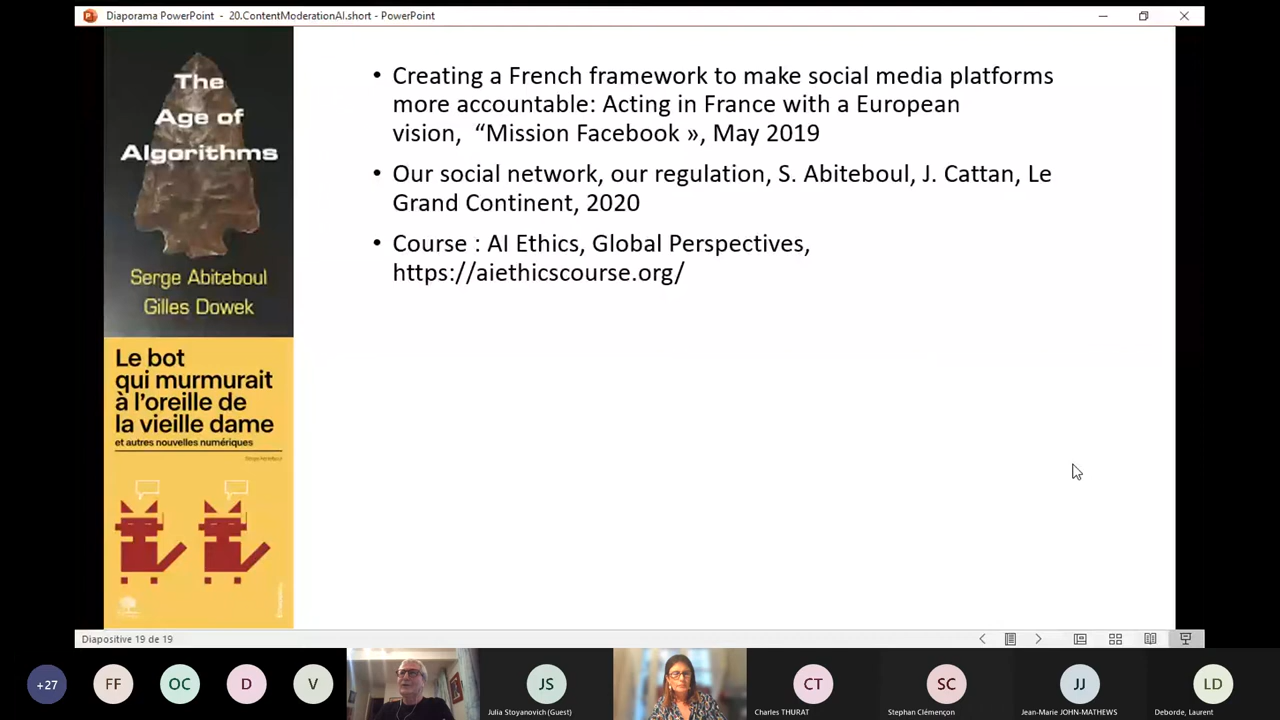 Diaporama PowerPoint - 20.ContentModerationAI.short - PowerPoint
The
Age of
Algorithms
Serge Abiteboul
Gilles Dowek
Le bot
qui murmurait
à l'oreille de
la vieille dame
et autres nouvelles numériques
Serge Abiteboul
• Creating a French framework to make social media platforms
more accountable: Acting in France with a European
vision, “Mission Facebook », May 2019
• Our social network, our regulation, S. Abiteboul, J. Cattan, Le
Grand Continent, 2020
• Course : AI Ethics, Global Perspectives,
https://aiethicscourse.org/
Diapositive 19 de 19
+27
FF
OC
D
V
JS
Julia Stoyanovich (Guest)
CT
Charles THURAT
SC
Stephan Clémençon
JJ
Jean-Marie JOHN-MATHEWS
LD
Deborde, Laurent